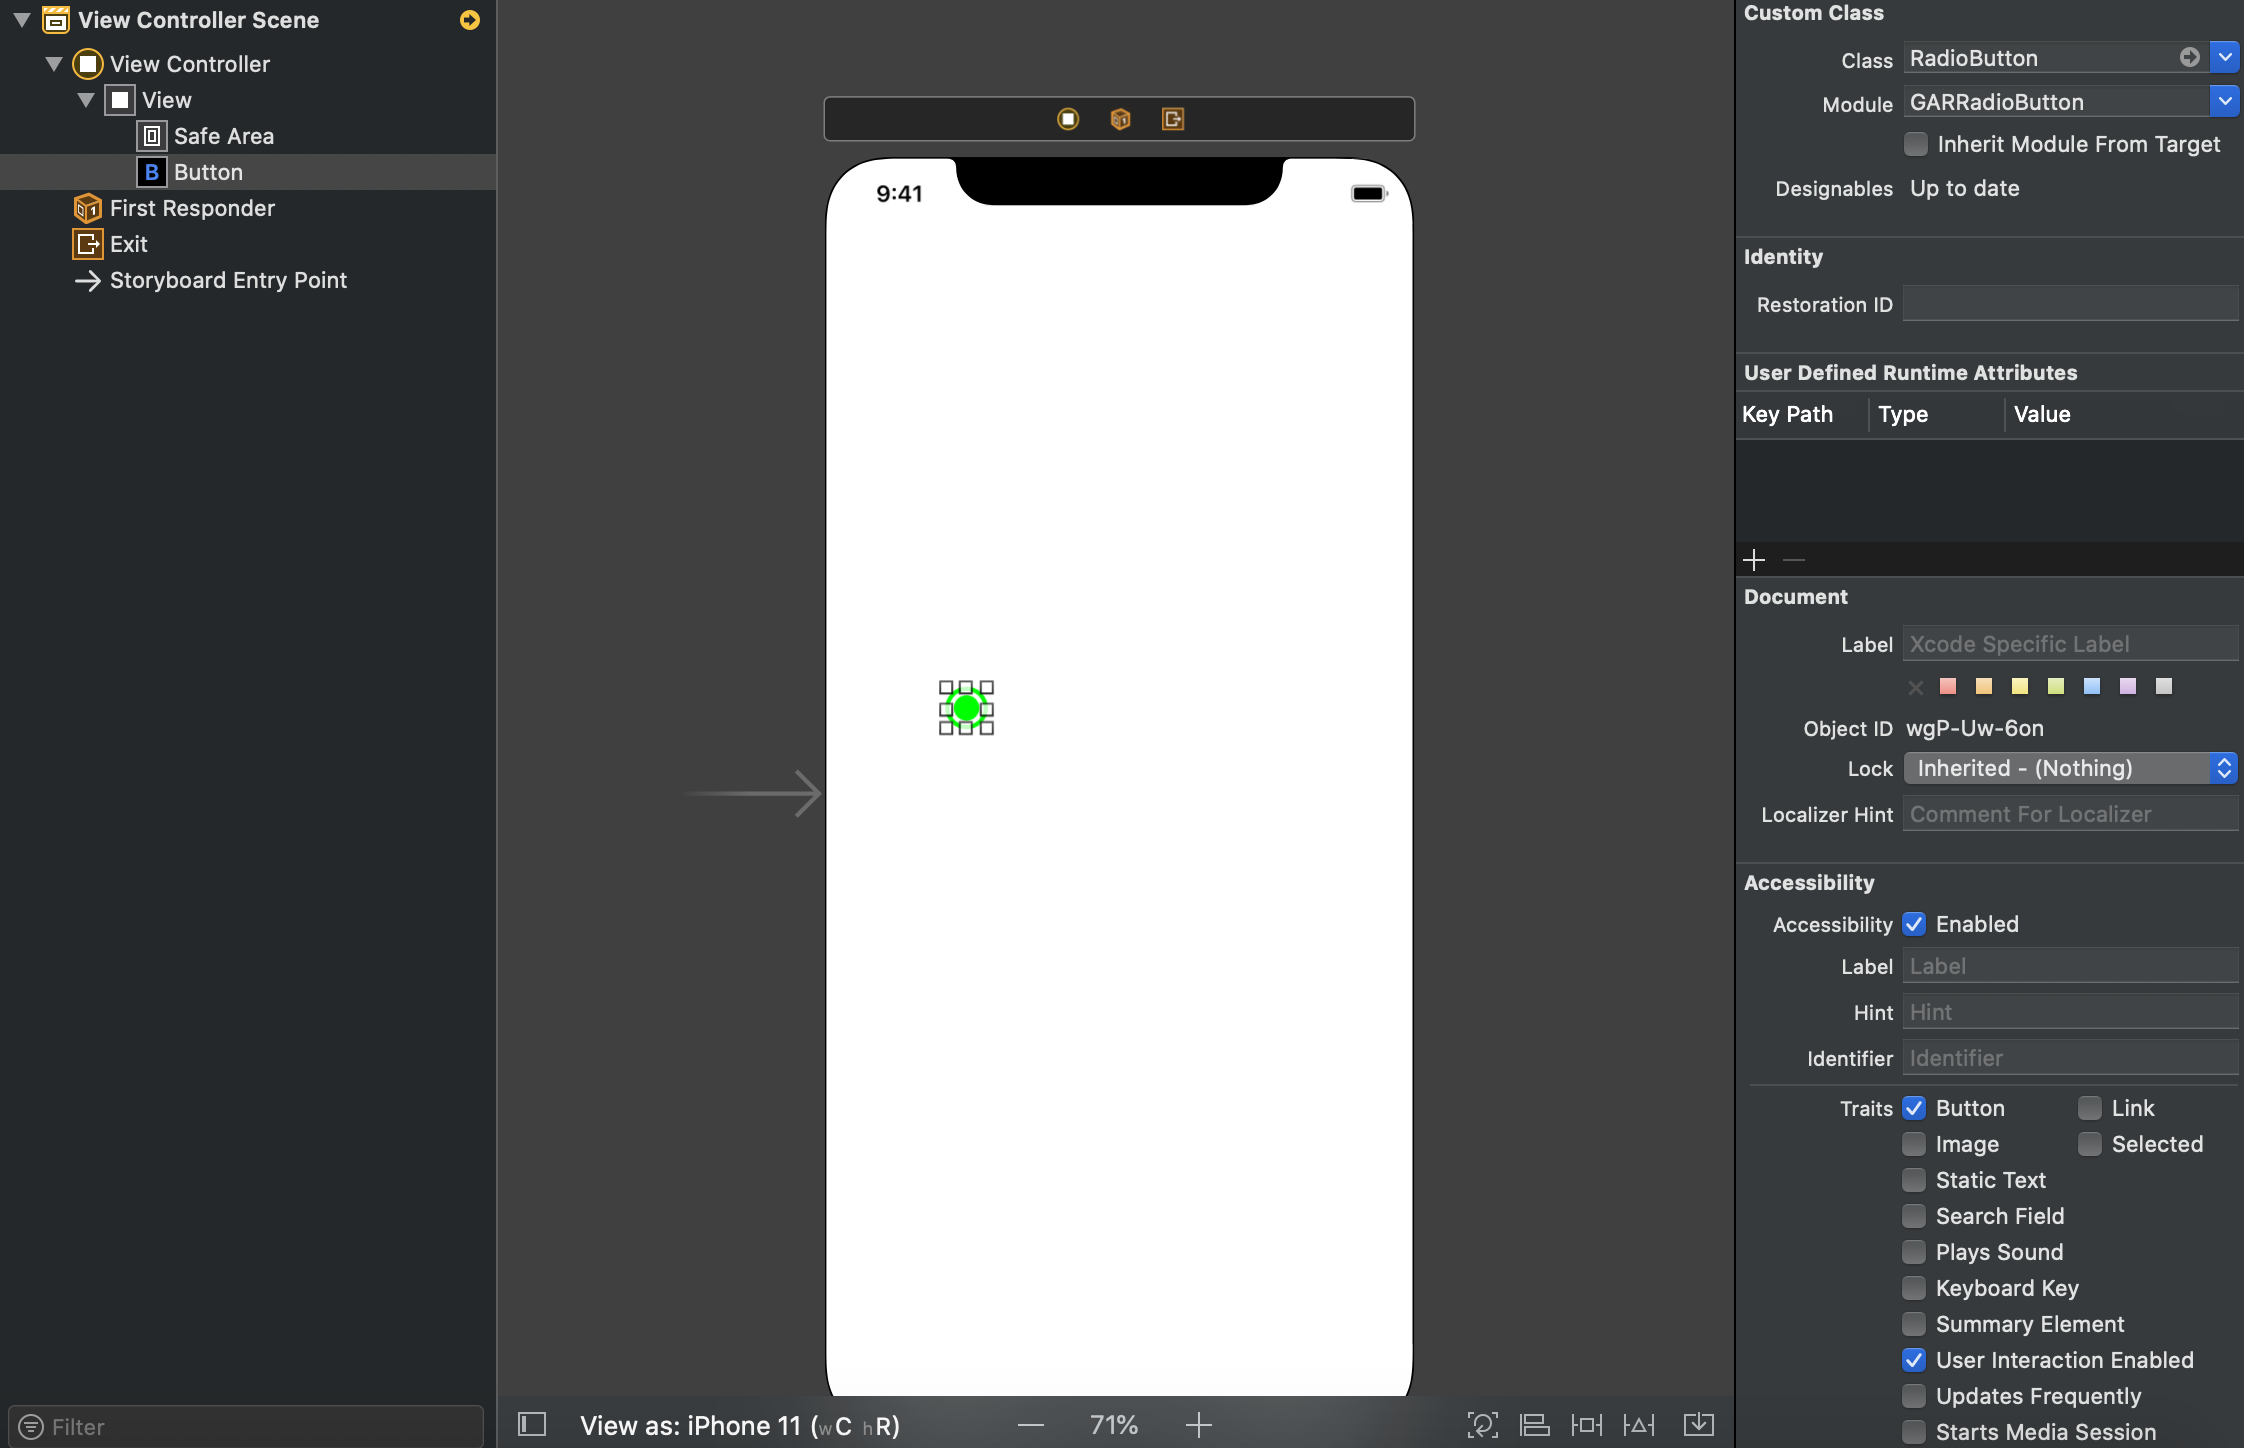 View Controller Scene
View Controller
View
Safe Area
B Button
First Responder
Exit
Storyboard Entry Point
Filter
9:41
View as: iPhone 11 (wC hR)
71%
Custom Class
Class RadioButton
Module GARRadioButton
Inherit Module From Target
Designables Up to date
Identity
Restoration ID
User Defined Runtime Attributes
Key Path Type Value
Document
Label Xcode Specific Label
Object ID wgP-Uw-6on
Lock Inherited - (Nothing)
Localizer Hint Comment For Localizer
Accessibility
Accessibility Enabled
Label Label
Hint Hint
Identifier Identifier
Traits Button Link
Image Selected
Static Text
Search Field
Plays Sound
Keyboard Key
Summary Element
User Interaction Enabled
Updates Frequently
Starts Media Session